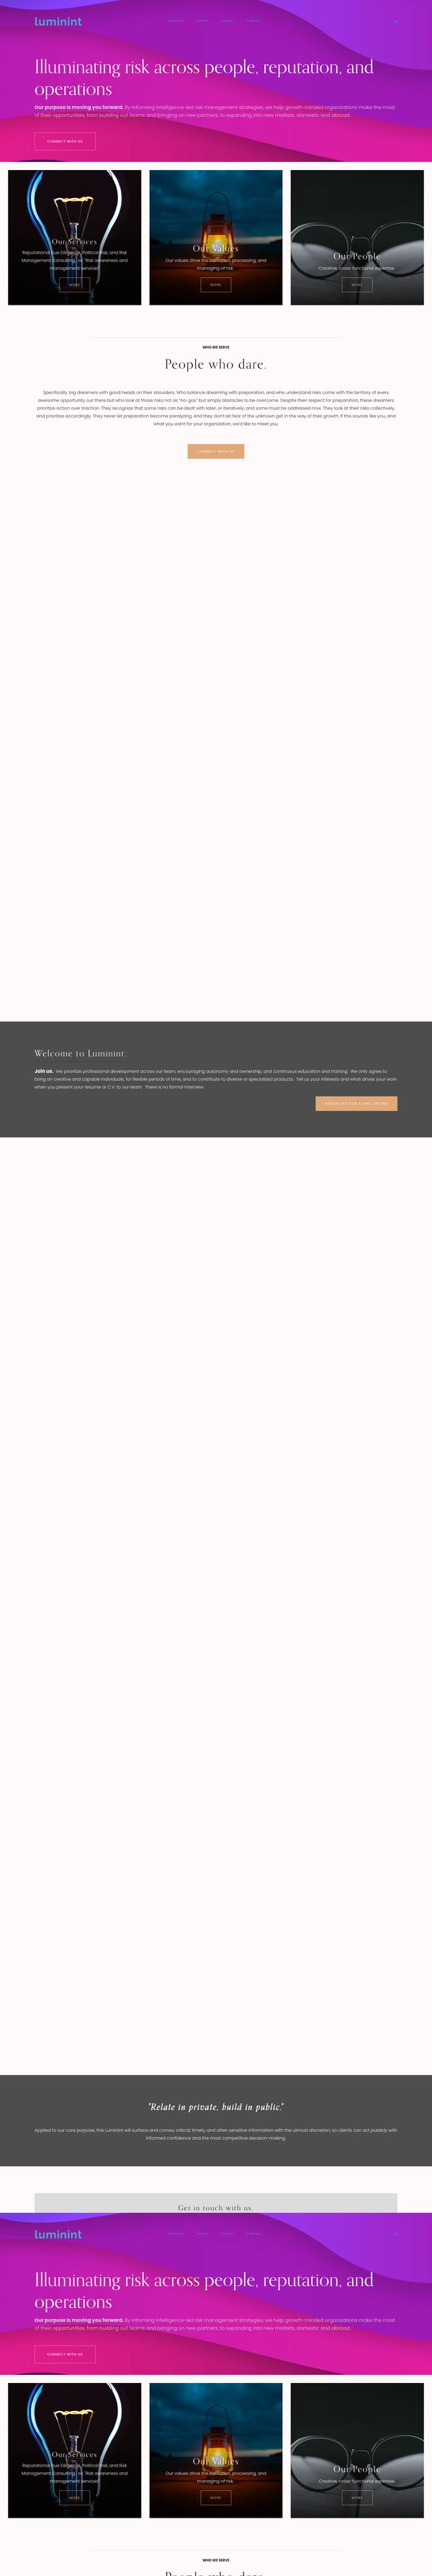 luminint
Illuminating risk across people, reputation, and
operations
Our purpose is moving you forward. By informing intelligence-led risk management strategies, we help growth-minded organisations make the most
of their opportunities, from building out teams and bringing on new partners, to expanding into new markets, domestic and abroad.
CONNECT WITH US
Our Services
Reputational Due Diligence, Political Risk, and Risk
Management Consulting
Risk awareness and
management services
MORE
Our Values
Our values drive the collection, processing, and
managing of risk.
MORE
Our People
Creative, cross-functional expertise.
MORE
WHO WE SERVE
People who dare.
Specifically, big dreamers with good heads on their shoulders. Who balance dreaming with preparation, and who understand risks come with the territory of every
awesome opportunity out there but who look at those risks not as "no-gos" but simply obstacles to be overcome. Despite their respect for preparation, these dreamers
prioritize action over inaction. They recognize that some risks can be dealt with later, or iteratively, and some must be addressed now. They look at their risks collectively,
and prioritize accordingly. They never let preparation become paralyzing. And they don't let fear of the unknown get in the way of their growth. If this sounds like you, and
what you want for your organization, we'd like to meet you.
CONNECT WITH US
Welcome to Luminint.
Join us. We prioritize professional development across our team, encouraging autonomy and ownership, and continuous education and training. We only agree to
bring on creative and capable individuals, for flexible periods of time, and to contribute to diverse or specialized products. Tell us your interests and what drives your work
when you present your resume or C.V. to our team. There is no formal interview.
"Relate in private, build in public."
Applied to our core purpose, this Luminint will surface and convey critical, timely, and often sensitive information with the utmost discretion; so clients can act publicly with
informed confidence and the most competitive decision-making.
Get in touch with us.
luminint
Illuminating risk across people, reputation, and
operations
Our purpose is moving you forward. By informing intelligence-led risk management strategies, we help growth-minded organisations make the most
of their opportunities, from building out teams and bringing on new partners, to expanding into new markets, domestic and abroad.
CONNECT WITH US
Our Services
Reputational Due Diligence, Political Risk, and Risk
Management Consulting
Risk awareness and
management services
MORE
Our Values
Our values drive the collection, processing, and
managing of risk.
MORE
Our People
Creative, cross-functional expertise.
MORE
WHO WE SERVE
People who dare.